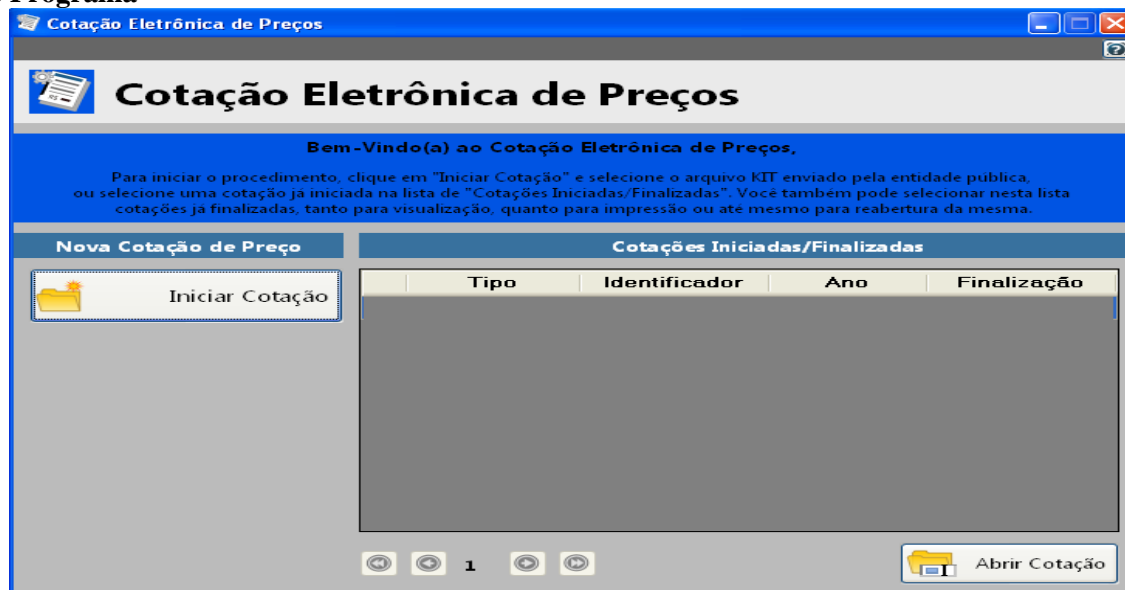 Programa
Cotação Eletrônica de Preços
Cotação Eletrônica de Preços
Bem-Vindo(a) ao Cotação Eletrônica de Preços,
Para iniciar o procedimento, clique em "Iniciar Cotação" e selecione o arquivo KIT enviado pela entidade publica,
ou selecione uma cotação já iniciada na lista de "Cotações Iniciadas/Finalizadas". Você também pode selecionar nesta lista
cotações já finalizadas, tanto para visualização, quanto para impressão ou até mesmo para reabertura da mesma.
Nova Cotação de Preço
Cotações Iniciadas/Finalizadas
Iniciar Cotação
Tipo Identificador Ano Finalização
1
Abrir Cotação